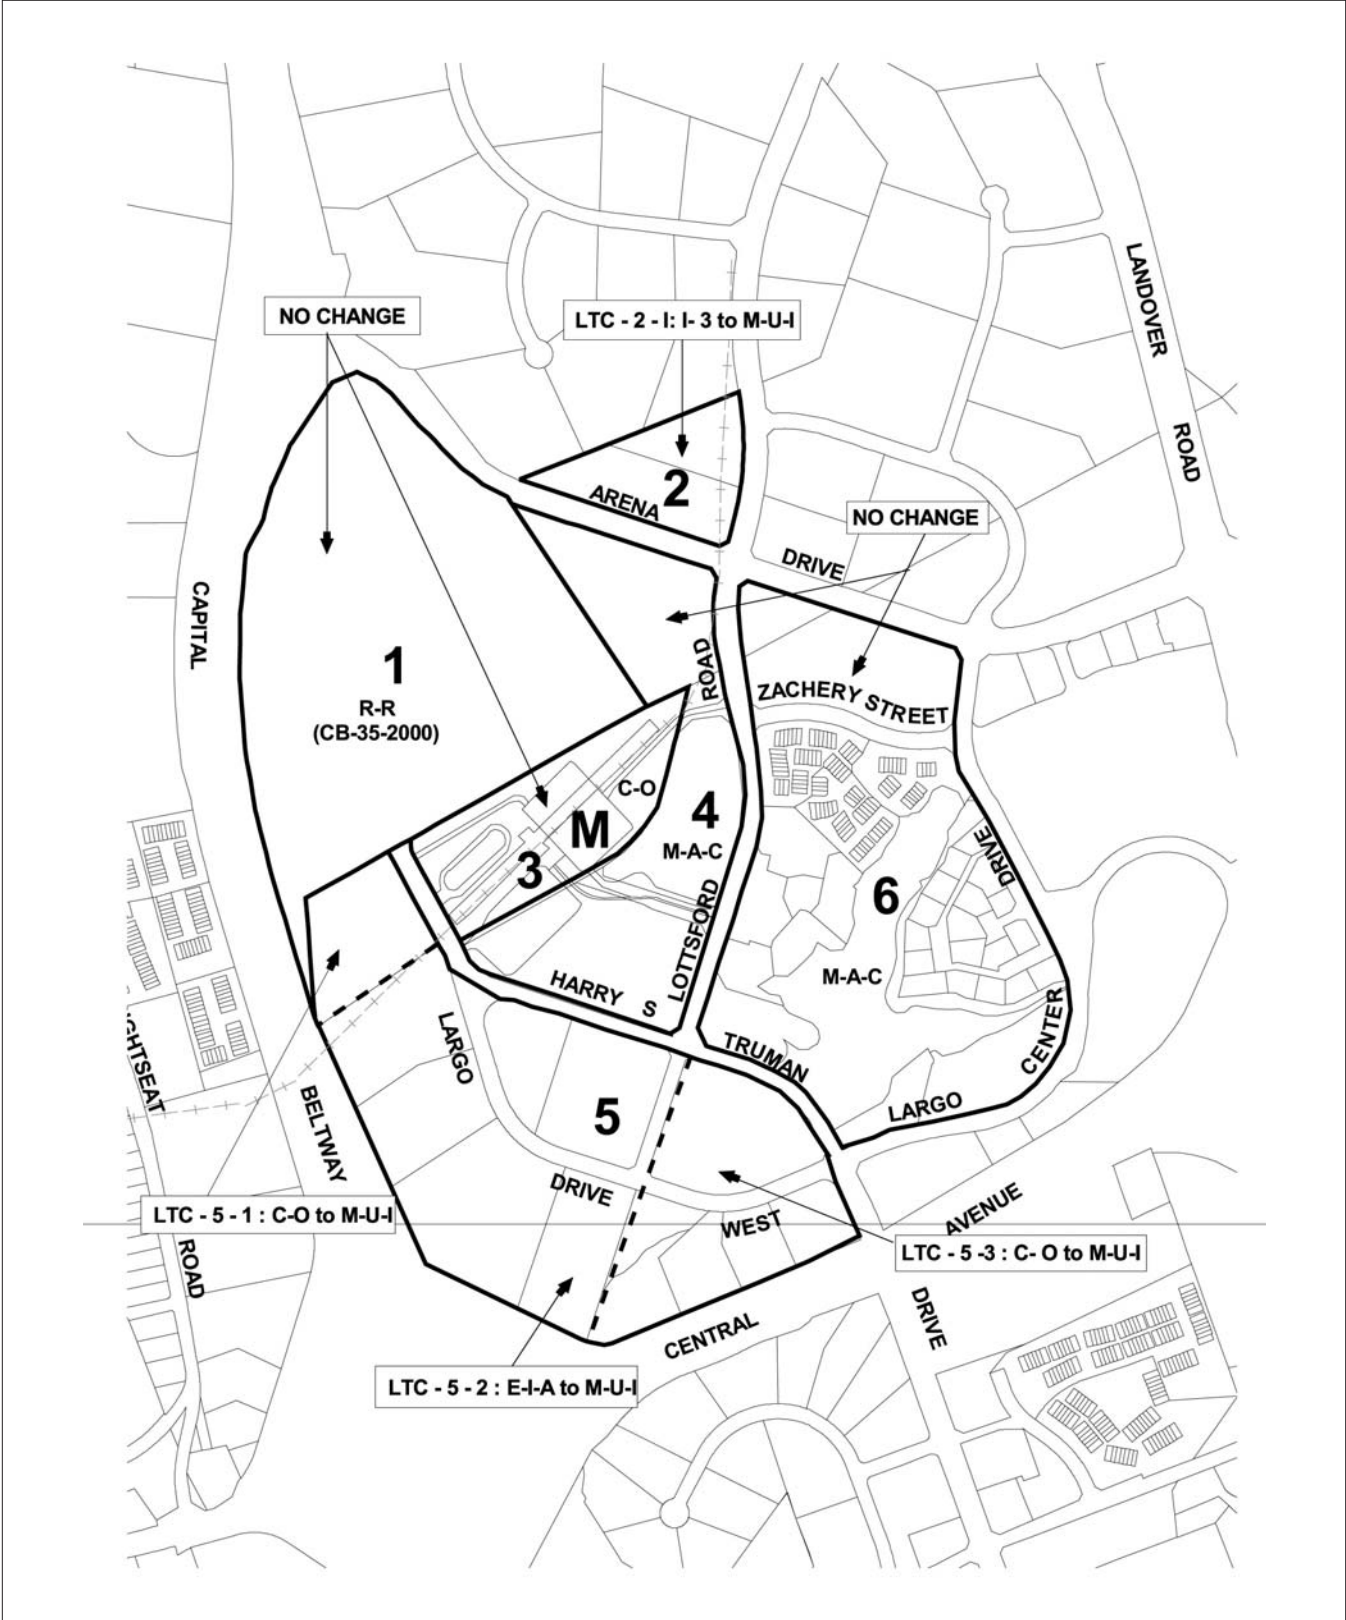 LANDOVER
ROAD
NO CHANGE
LTC - 2 - I: I- 3 to M-U-I
2
ARENA
NO CHANGE
DRIVE
CAPITAL
1
R-R
(CB-35-2000)
ROAD
ZACHERY STREET
C-O
M
3
4
M-A-C
DRIVE
6
M-A-C
LOTTSFORD
HARRY S
TRUMAN
CENTER
LARGO
LARGO
GHTSEAT
BELTWAY
5
DRIVE
WEST
AVENUE
LTC - 5 - 1 : C-O to M-U-I
ROAD
LTC - 5 -3 : C- O to M-U-I
DRIVE
CENTRAL
LTC - 5 - 2 : E-I-A to M-U-I